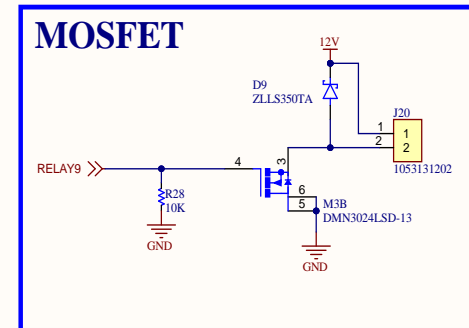 MOSFET
12V
D9
ZLLS350TA
J20
1
1
2
2
1053131202
RELAY9
4
3
R28
10K
6
5
M3B
DMN3024LSD-13
GND
GND